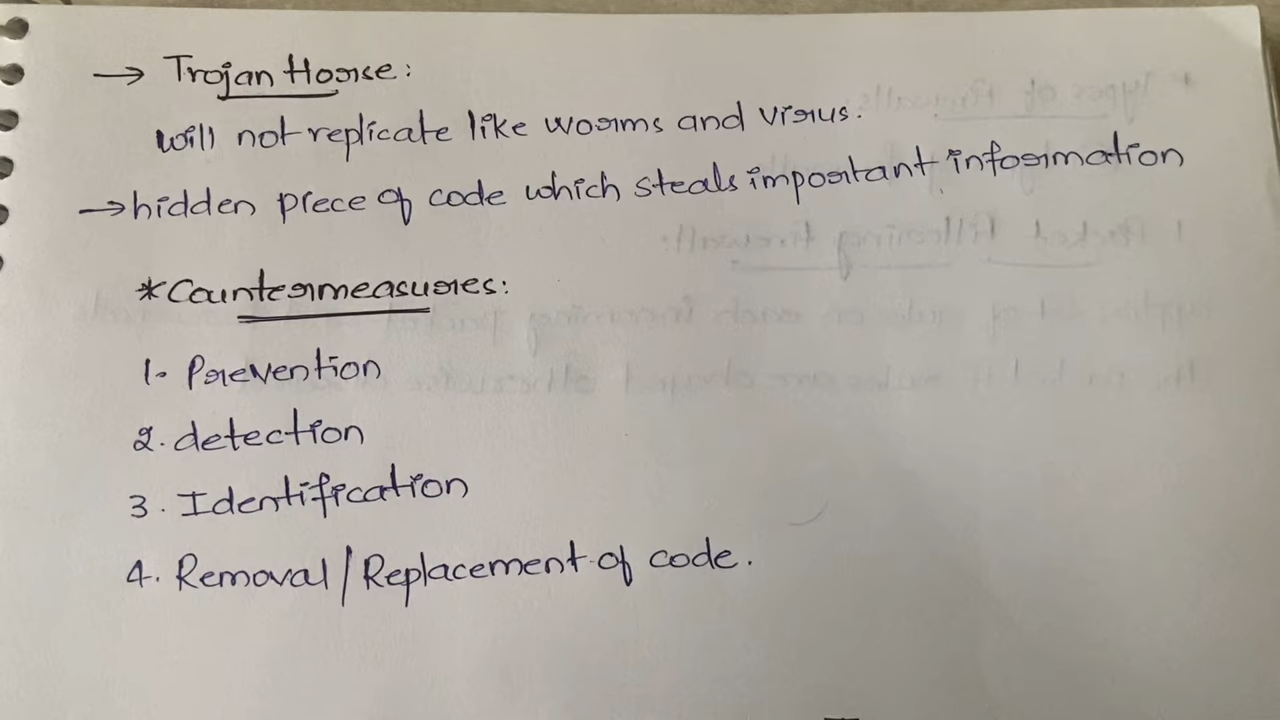 → Trojan Horse:
will not replicate like worms and virus.
→ hidden piece of code which steals important information
* Countermeasures:
1. Prevention
2. detection
3. Identification
4. Removal / Replacement of code.